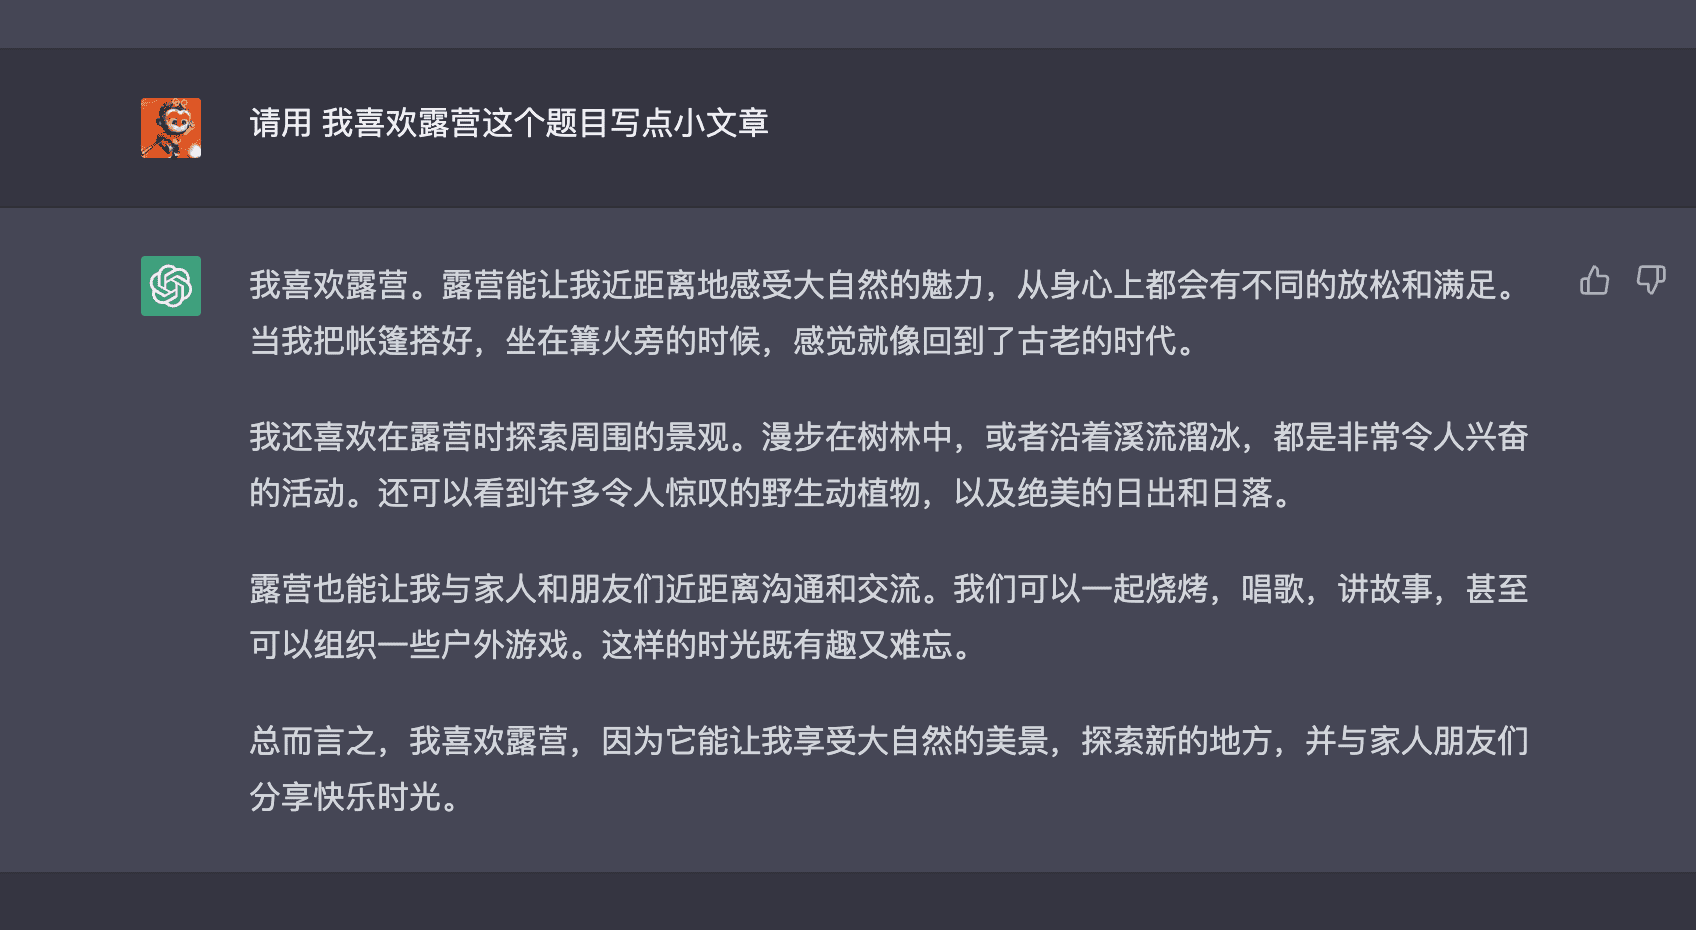 请用 我喜欢露营这个题目写点小文章
我喜欢露营。露营能让我近距离地感受大自然的魅力，从身心上都会有不同的放松和满足。
当我把帐篷搭好，坐在篝火旁的时候，感觉就像回到了古老的时代。
我还喜欢在露营时探索周围的景观。漫步在树林中，或者沿着溪流溜冰，都是非常令人兴奋
的活动。还可以看到许多令人惊叹的野生动植物，以及绝美的日出和日落。
露营也能让我与家人和朋友们近距离沟通和交流。我们可以一起烧烤，唱歌，讲故事，甚至
可以组织一些户外游戏。这样的时光既有趣又难忘。
总而言之，我喜欢露营，因为它能让我享受大自然的美景，探索新的地方，并与家人朋友们
分享快乐时光。